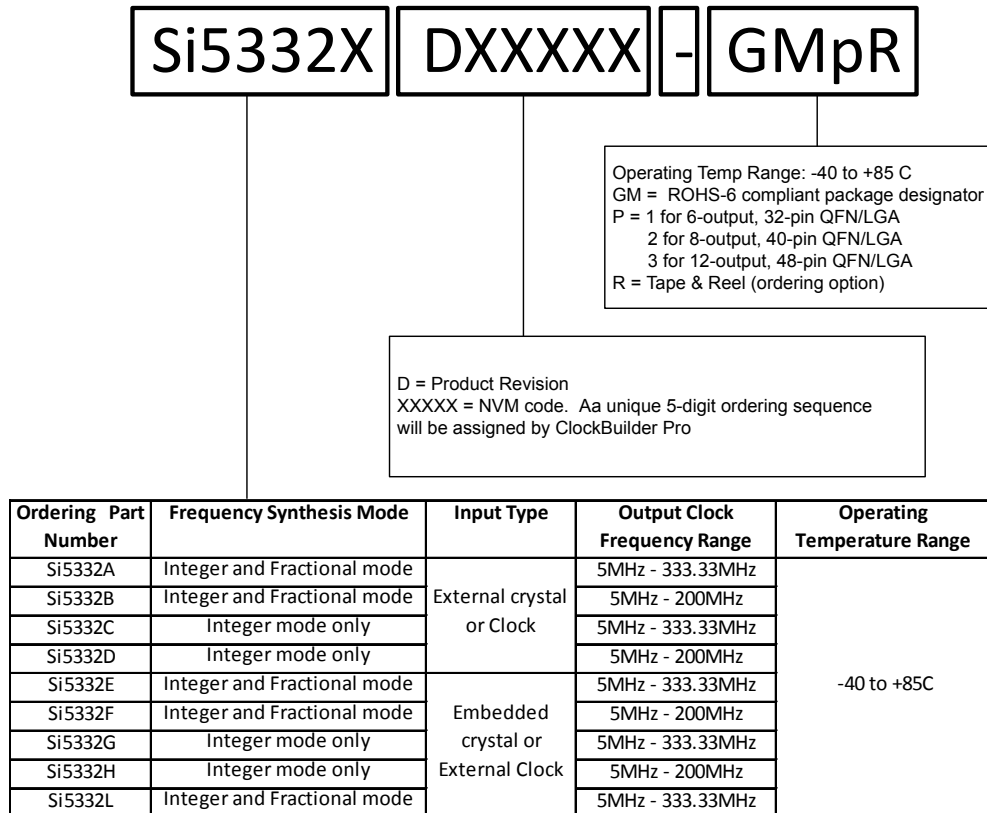 Si5332X DXXXXX - GMpR
Operating Temp Range: -40 to +85 C
GM = ROHS-6 compliant package designator
P = 1 for 6-output, 32-pin QFN/LGA
2 for 8-output, 40-pin QFN/LGA
3 for 12-output, 48-pin QFN/LGA
R = Tape & Reel (ordering option)
D = Product Revision
XXXXX = NVM code. Aa unique 5-digit ordering sequence
will be assigned by ClockBuilder Pro
Ordering Part Number Frequency Synthesis Mode Input Type Output Clock Frequency Range Operating Temperature Range
Si5332A Integer and Fractional mode External crystal or Clock 5MHz - 333.33MHz -40 to +85C
Si5332B Integer and Fractional mode 5MHz - 200MHz
Si5332C Integer mode only 5MHz - 333.33MHz
Si5332D Integer mode only 5MHz - 200MHz
Si5332E Integer and Fractional mode Embedded crystal or External Clock 5MHz - 333.33MHz
Si5332F Integer and Fractional mode 5MHz - 200MHz
Si5332G Integer mode only 5MHz - 333.33MHz
Si5332H Integer mode only 5MHz - 200MHz
Si5332L Integer and Fractional mode 5MHz - 333.33MHz